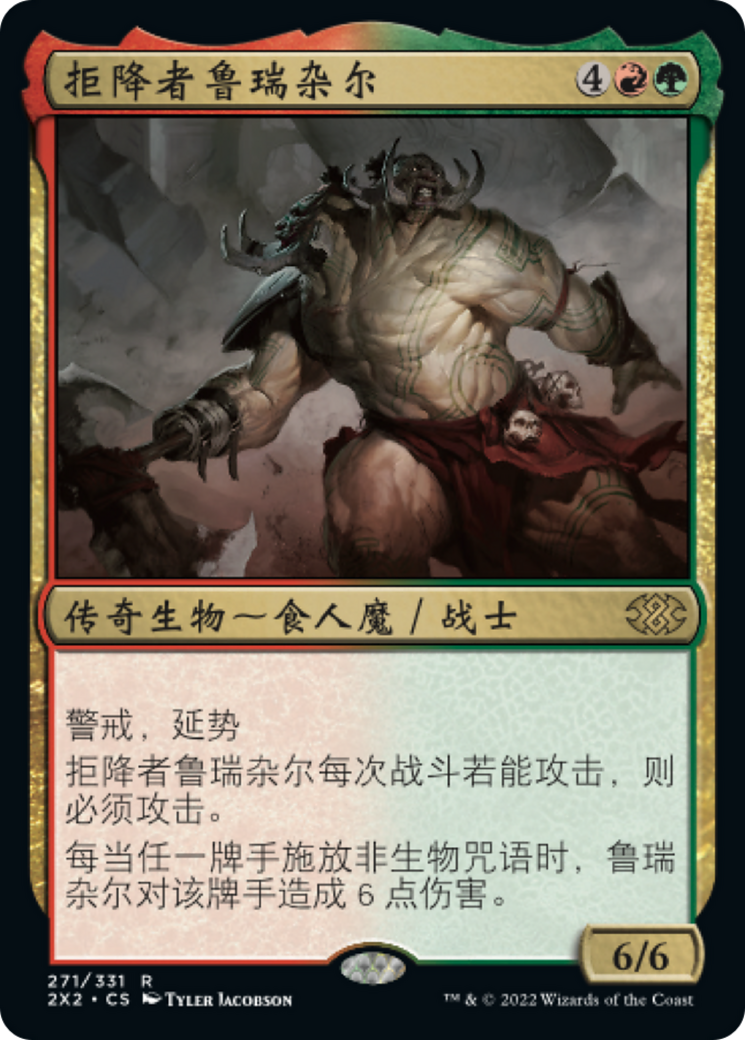 拒降者鲁瑞杂尔 4
传奇生物～食人魔／战士
警戒，延势
拒降者鲁瑞杂尔每次战斗若能攻击，则
必须攻击。
每当任一牌手施放非生物咒语时，鲁瑞
杂尔对该牌手造成 6 点伤害。
6/6
271/331 R
2X2 • CS Tyler Jacobson
™ & © 2022 Wizards of the Coast